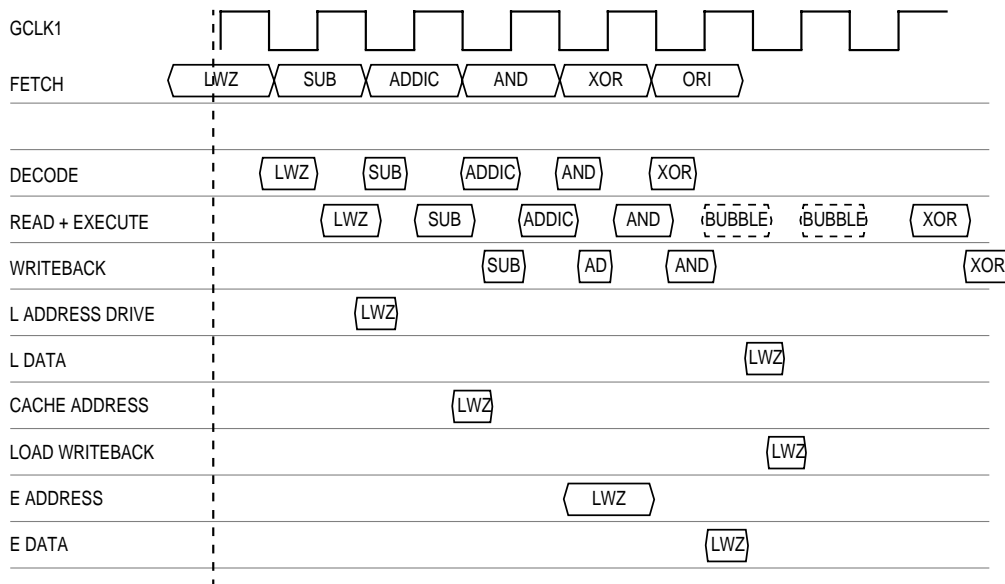 GCLK1
FETCH LWZ SUB ADDIC AND XOR ORI
DECODE LWZ SUB ADDIC AND XOR
READ + EXECUTE LWZ SUB ADDIC AND BUBBLE BUBBLE XOR
WRITEBACK SUB AD AND XOR
L ADDRESS DRIVE LWZ
L DATA LWZ
CACHE ADDRESS LWZ
LOAD WRITEBACK LWZ
E ADDRESS LWZ
E DATA LWZ